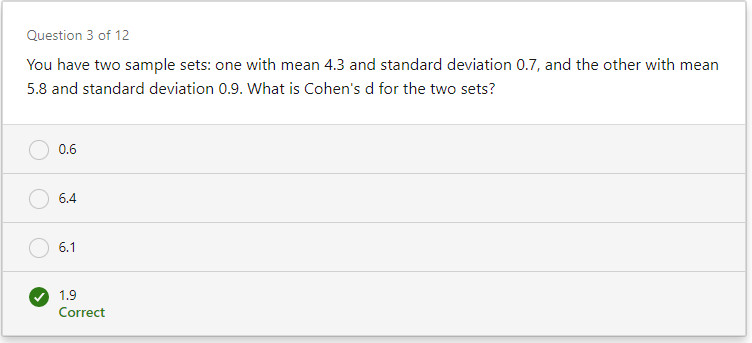 Question 3 of 12
You have two sample sets: one with mean 4.3 and standard deviation 0.7, and the other with mean
5.8 and standard deviation 0.9. What is Cohen's d for the two sets?
0.6
6.4
6.1
1.9
Correct